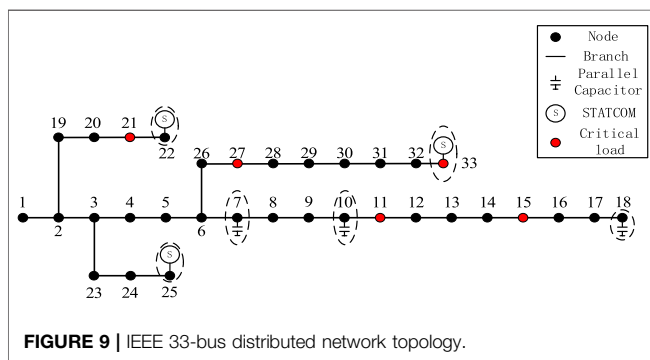 Node
Branch
Parallel
Capacitor
S STATCOM
Critical
load
S
19 20 21 22
S
26 27 28 29 30 31 32 33
1 2 3 4 5 6 7 8 9 10 11 12 13 14 15 16 17 18
S
23 24 25
FIGURE 9 | IEEE 33-bus distributed network topology.